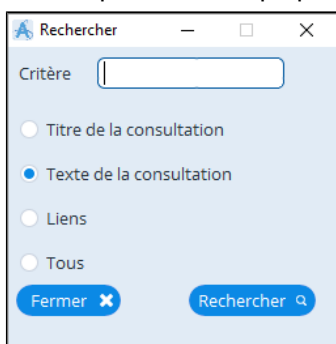 Rechercher
Critère
Titre de la consultation
Texte de la consultation
Liens
Tous
Fermer Rechercher